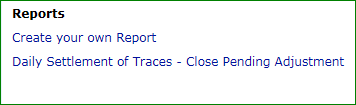 Reports
Create your own Report
Daily Settlement of Traces - Close Pending Adjustment